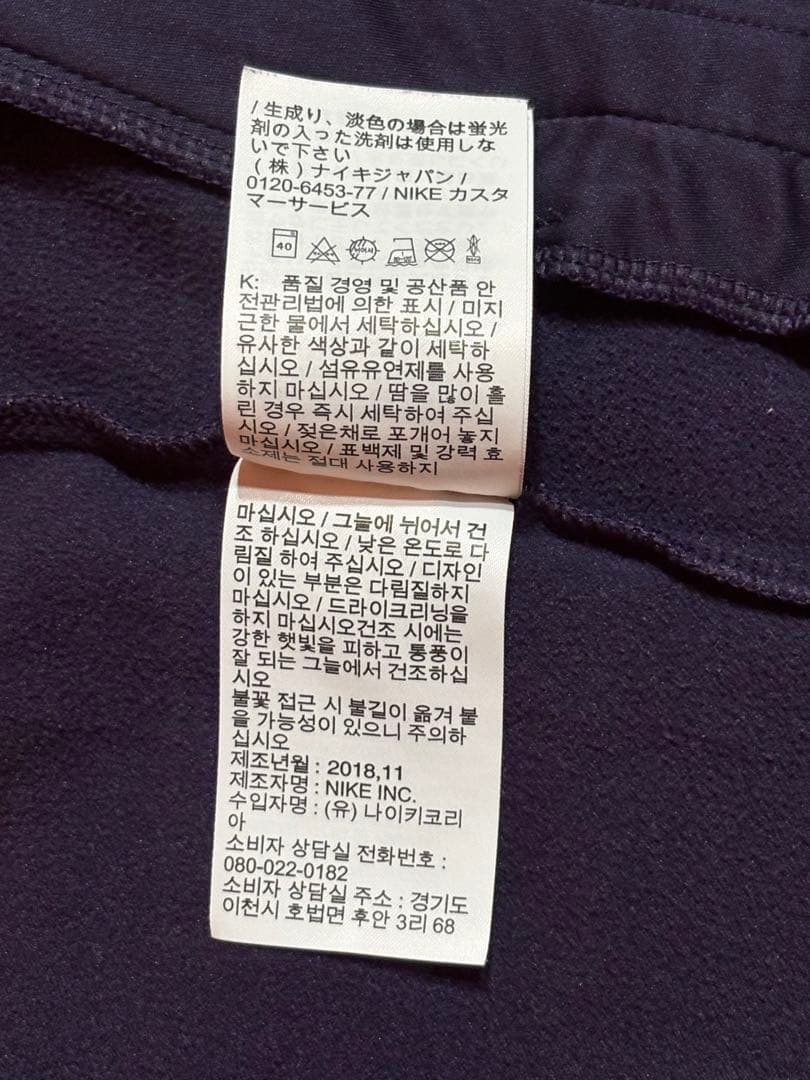 / 生成り、淡色の場合は蛍光
剤の入った洗剤は使用しな
いで下さい
(株) ナイキジャパン /
0120-6453-77 / NIKE カスタ
マーサービス
40
K: 품질 경영 및 공산품 안
전관리법에 의한 표시 / 미지
근한 물에서 세탁하십시오 /
유사한 색상과 같이 세탁하
십시오 / 섬유유연제를 사용
하지 마십시오 / 땀을 많이 흘
린 경우 즉시 세탁하여 주십
시오 / 젖은채로 포개어 놓지
마십시오 / 표백제 및 강력 효
소제는 절대 사용하지
마십시오 / 그늘에 뉘어서 건
조 하십시오 / 낮은 온도로 다
림질 하여 주십시오 / 디자인
이 있는 부분은 다림질하지
마십시오 / 드라이크리닝을
하지 마십시오건조 시에는
강한 햇빛을 피하고 통풍이
잘 되는 그늘에서 건조하십
시오
불꽃 접근 시 불길이 옮겨 붙
을 가능성이 있으니 주의하
십시오
제조년월 : 2018,11
제조자명 : NIKE INC.
수입자명 : (유) 나이키코리
아
소비자 상담실 전화번호 :
080-022-0182
소비자 상담실 주소 : 경기도
이천시 호법면 후안 3리 68